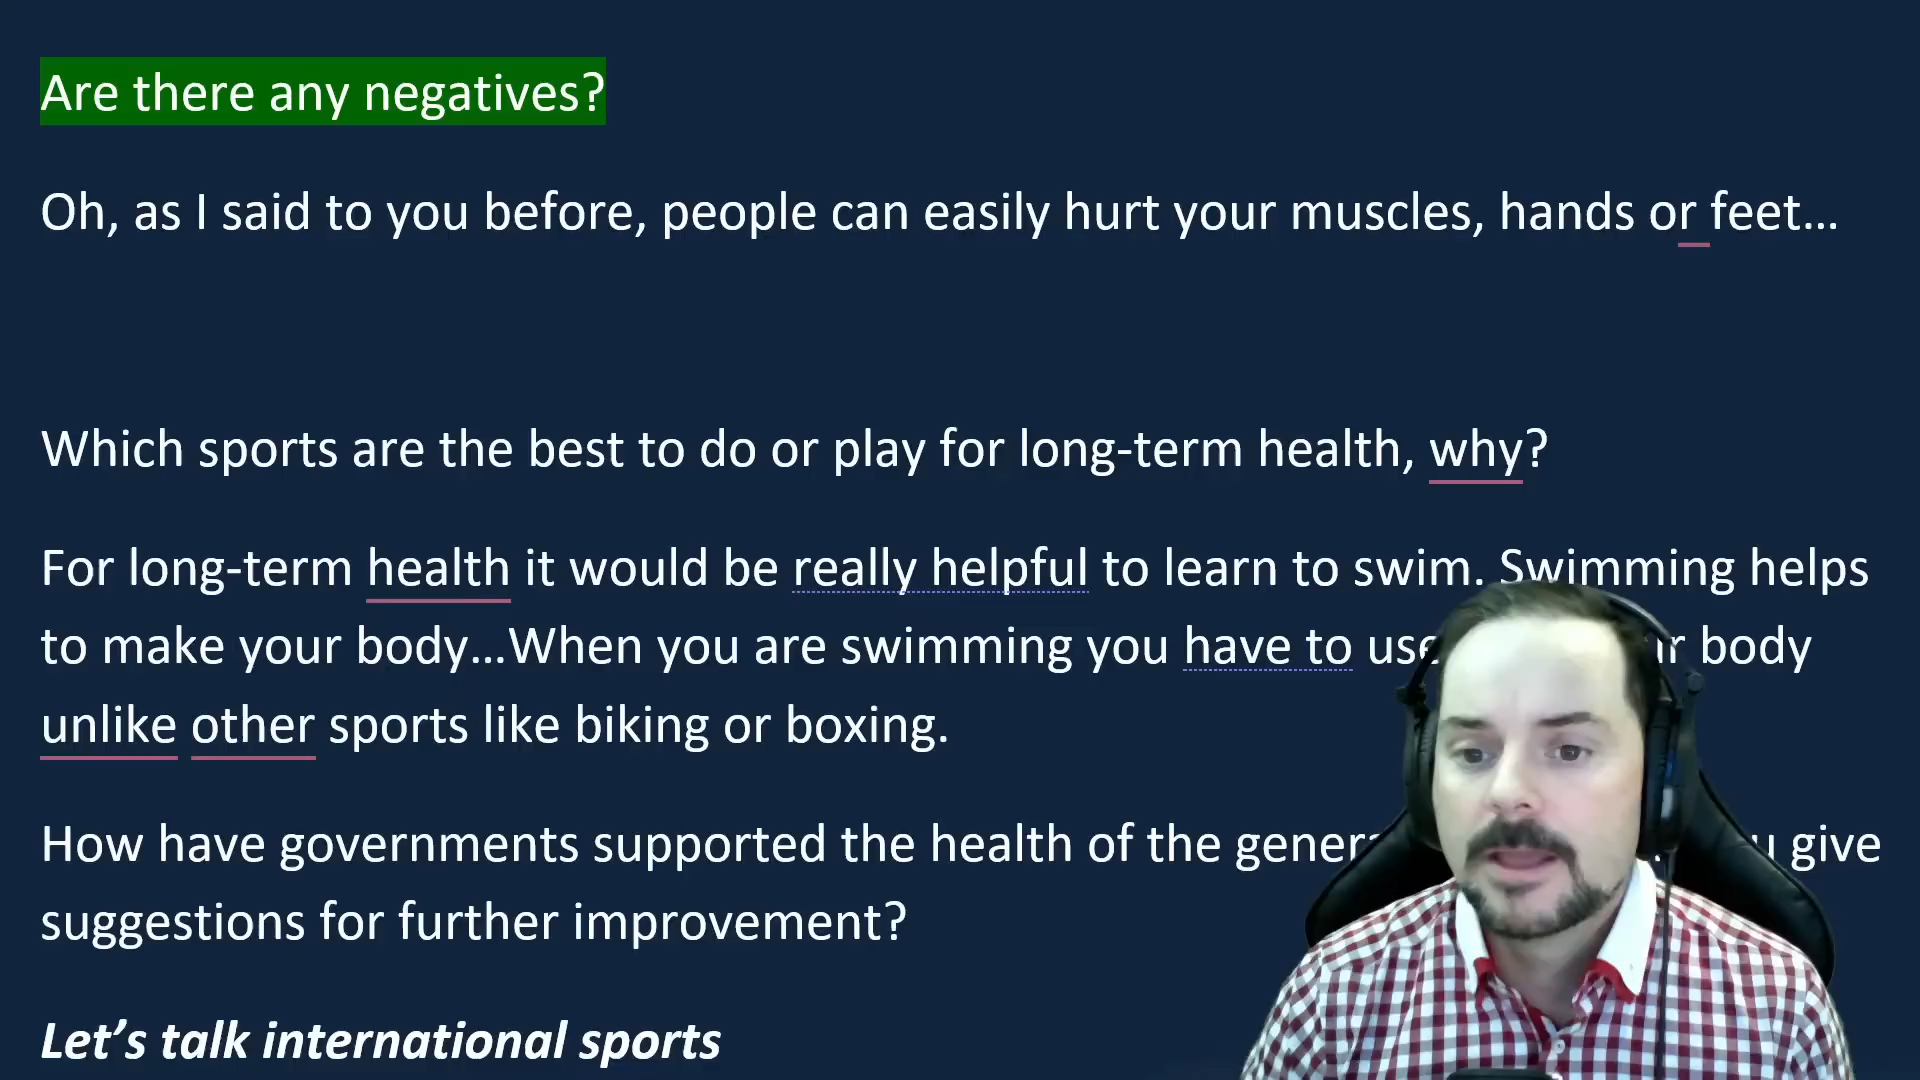 Are there any negatives?
Oh, as I said to you before, people can easily hurt your muscles, hands or feet…
Which sports are the best to do or play for long-term health, why?
For long-term health it would be really helpful to learn to swim. Swimming helps
to make your body…When you are swimming you have to use body
unlike other sports like biking or boxing.
How have governments supported the health of the give
suggestions for further improvement?
Let’s talk international sports